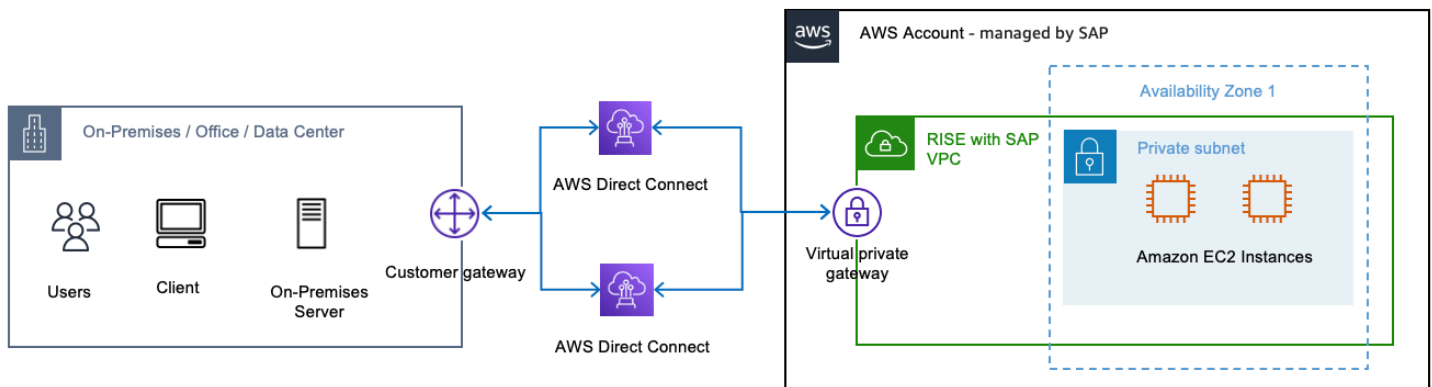 aws
AWS Account - managed by SAP
Availability Zone 1
On-Premises / Office / Data Center
RISE with SAP
VPC
Private subnet
AWS Direct Connect
Users
Client
On-Premises
Server
Customer gateway
Virtual private
gateway
Amazon EC2 Instances
AWS Direct Connect